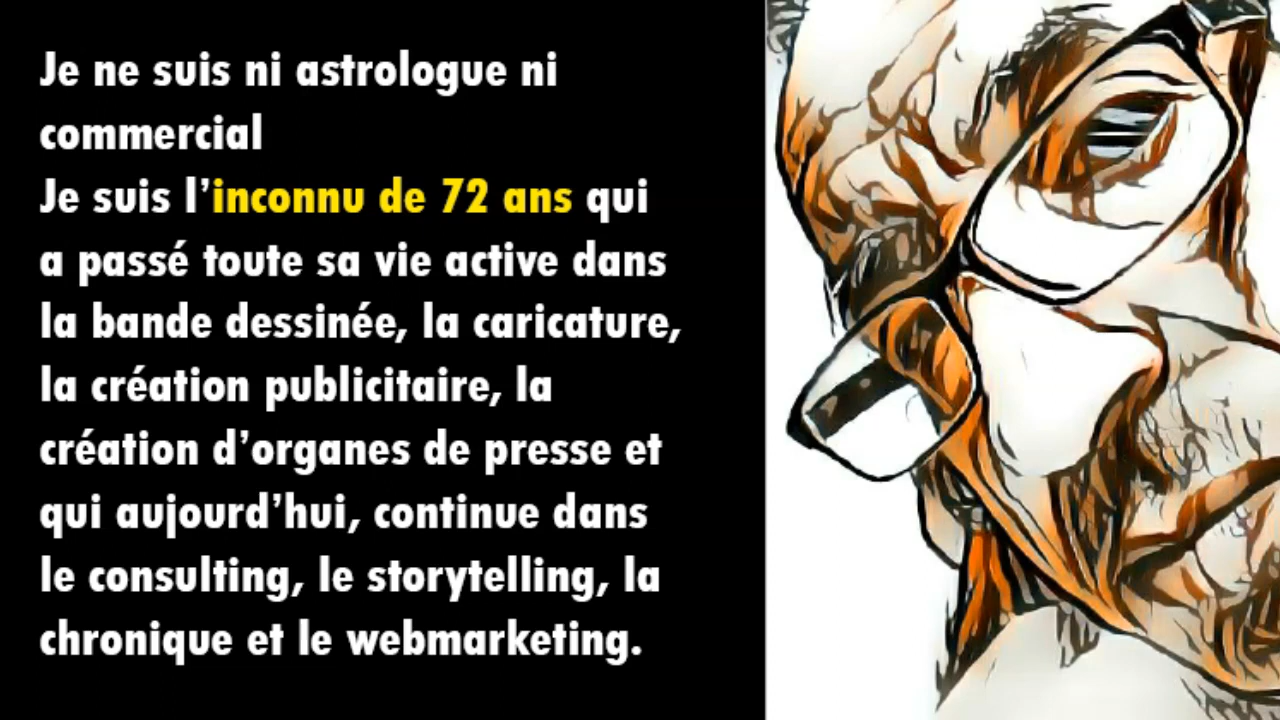 Je ne suis ni astrologue ni
commercial
Je suis l’inconnu de 72 ans qui
a passé toute sa vie active dans
la bande dessinée, la caricature,
la création publicitaire, la
création d’organes de presse et
qui aujourd’hui, continue dans
le consulting, le storytelling, la
chronique et le webmarketing.